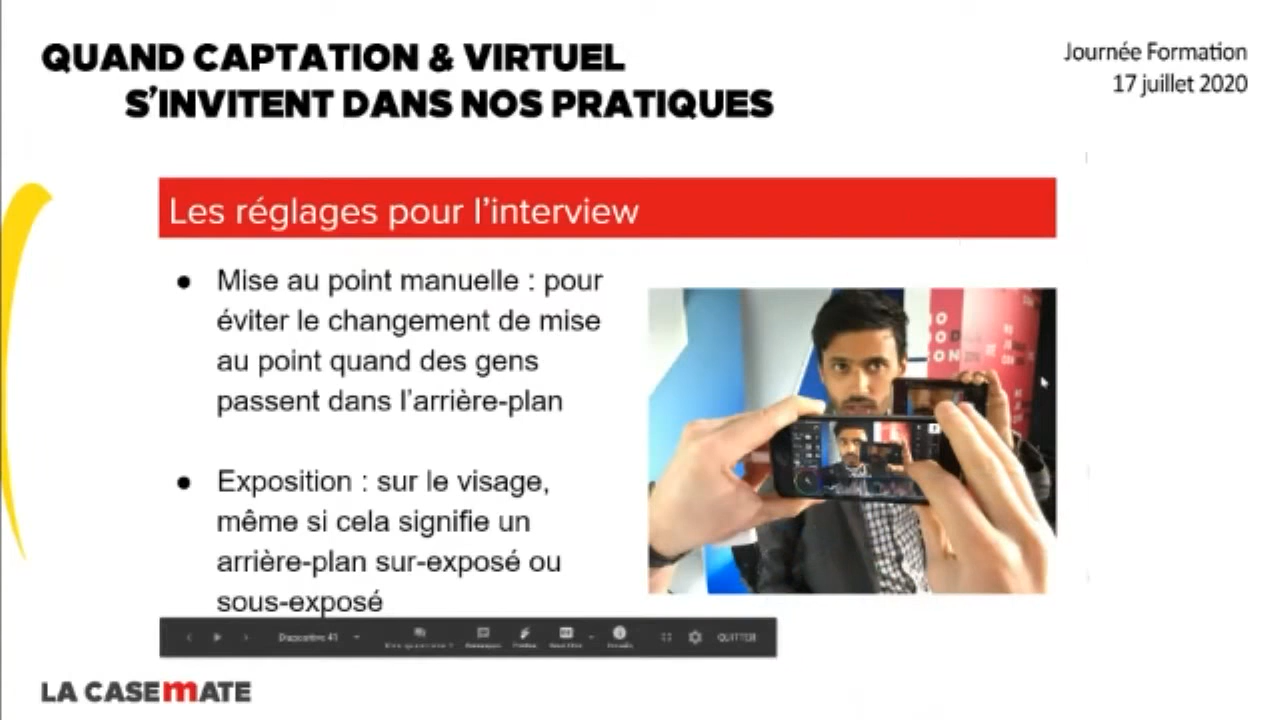 QUAND CAPTATION & VIRTUEL
S'INVITENT DANS NOS PRATIQUES
Journée Formation
17 juillet 2020
Les réglages pour l'interview
● Mise au point manuelle : pour
éviter le changement de mise
au point quand des gens
passent dans l'arrière-plan
● Exposition : sur le visage,
même si cela signifie un
arrière-plan sur-exposé ou
sous-exposé
Diapositive 41
QUITTER
LA CASEMATE